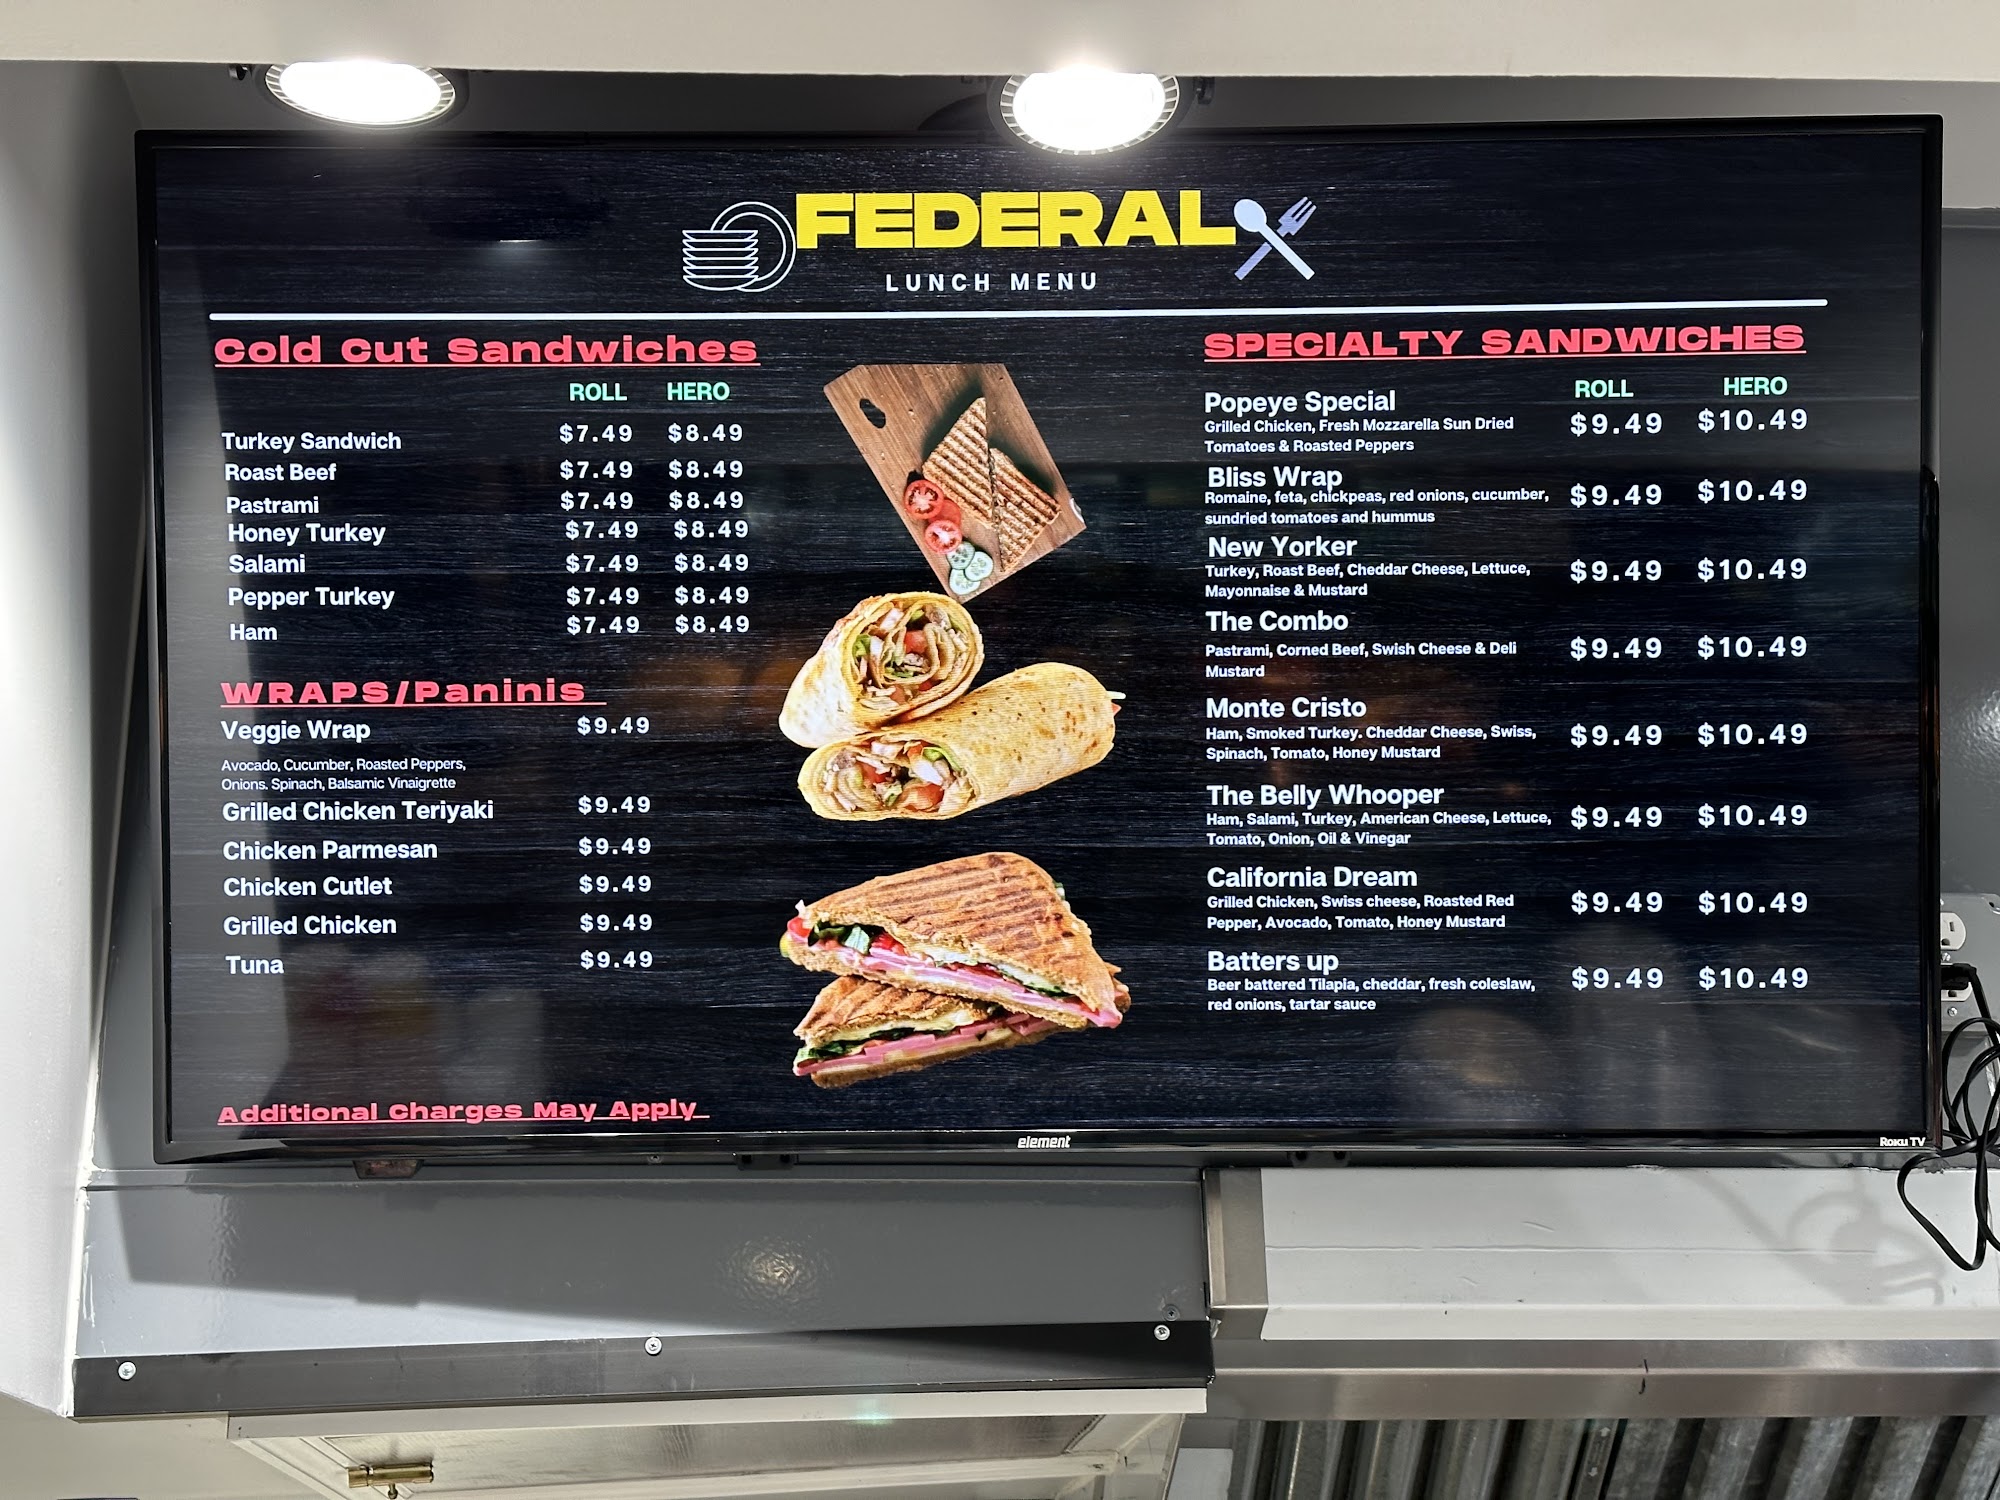 FEDERAL
LUNCH MENU
Cold Cut Sandwiches
ROLL HERO
Turkey Sandwich $7.49 $8.49
Roast Beef $7.49 $8.49
Pastrami $7.49 $8.49
Honey Turkey $7.49 $8.49
Salami $7.49 $8.49
Pepper Turkey $7.49 $8.49
Ham $7.49 $8.49
WRAPS/Paninis
Veggie Wrap $9.49
Avocado, Cucumber, Roasted Peppers,
Onions. Spinach, Balsamic Vinaigrette
Grilled Chicken Teriyaki $9.49
Chicken Parmesan $9.49
Chicken Cutlet $9.49
Grilled Chicken $9.49
Tuna $9.49
Additional Charges May Apply
SPECIALTY SANDWICHES
ROLL HERO
Popeye Special $9.49 $10.49
Grilled Chicken, Fresh Mozzarella Sun Dried
Tomatoes & Roasted Peppers
Bliss Wrap $9.49 $10.49
Romaine, feta, chickpeas, red onions, cucumber,
sundried tomatoes and hummus
New Yorker $9.49 $10.49
Turkey, Roast Beef, Cheddar Cheese, Lettuce,
Mayonnaise & Mustard
The Combo $9.49 $10.49
Pastrami, Corned Beef, Swish Cheese & Deli
Mustard
Monte Cristo $9.49 $10.49
Ham, Smoked Turkey. Cheddar Cheese, Swiss,
Spinach, Tomato, Honey Mustard
The Belly Whooper $9.49 $10.49
Ham, Salami, Turkey, American Cheese, Lettuce,
Tomato, Onion, Oil & Vinegar
California Dream $9.49 $10.49
Grilled Chicken, Swiss cheese, Roasted Red
Pepper, Avocado, Tomato, Honey Mustard
Batters up $9.49 $10.49
Beer battered Tilapia, cheddar, fresh coleslaw,
red onions, tartar sauce
element
Roku TV